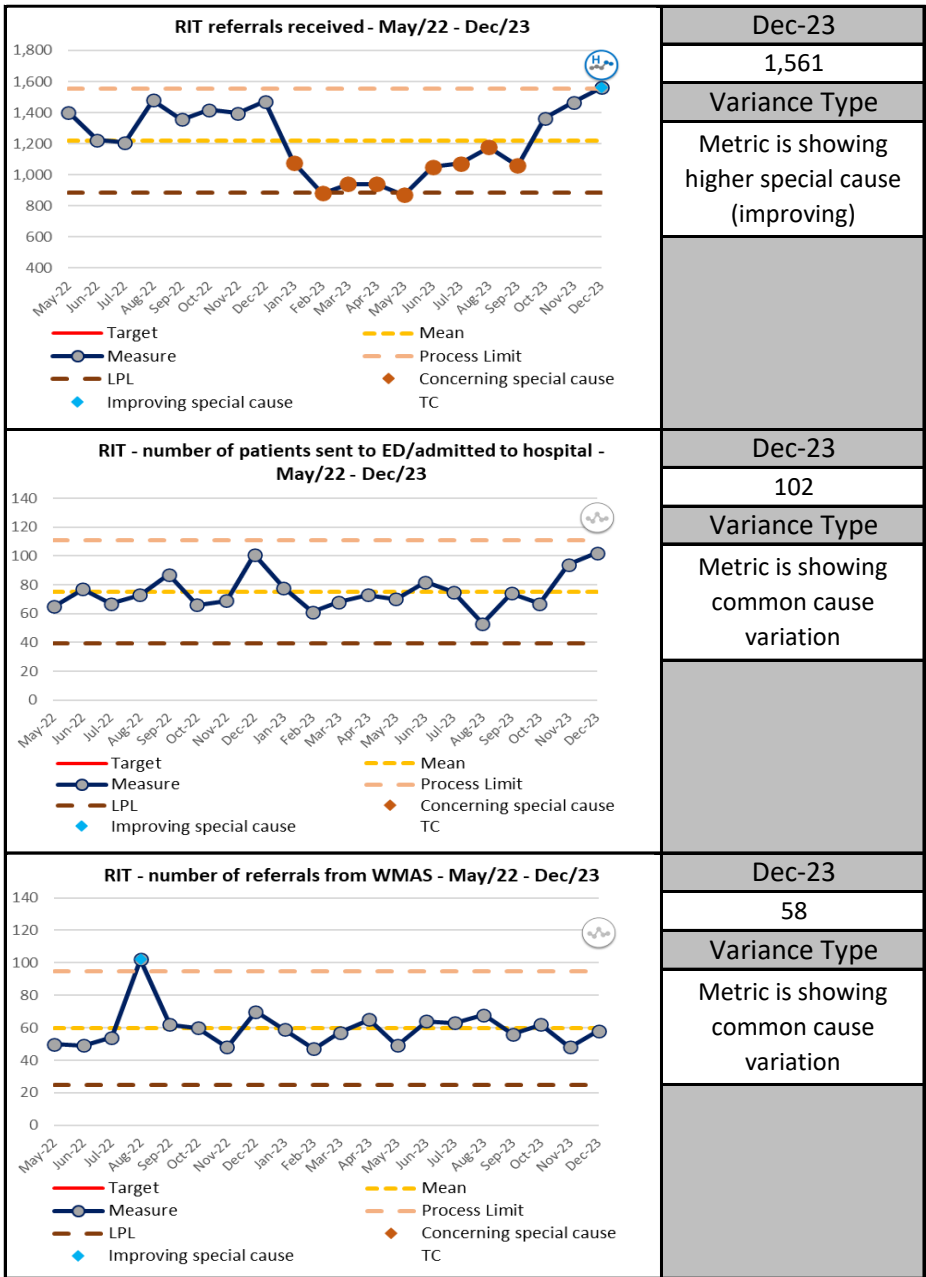 RIT referrals received - May/22 - Dec/23
1,800
1,600
1,400
1,200
1,000
800
600
400
H
May-22
Jun-22
Jul-22
Aug-22
Sep-22
Oct-22
Nov-22
Dec-22
Jan-23
Feb-23
Mar-23
Apr-23
May-23
Jun-23
Jul-23
Aug-23
Sep-23
Oct-23
Nov-23
Dec-23
Target
Mean
Measure
Process Limit
LPL
Concerning special cause
Improving special cause
TC
Dec-23
1,561
Variance Type
Metric is showing
higher special cause
(improving)
RIT - number of patients sent to ED/admitted to hospital -
May/22 - Dec/23
140
120
100
80
60
40
20
0
May-22
Jun-22
Jul-22
Aug-22
Sep-22
Oct-22
Nov-22
Dec-22
Jan-23
Feb-23
Mar-23
Apr-23
May-23
Jun-23
Jul-23
Aug-23
Sep-23
Oct-23
Nov-23
Dec-23
Target
Mean
Measure
Process Limit
LPL
Concerning special cause
Improving special cause
TC
Dec-23
102
Variance Type
Metric is showing
common cause
variation
RIT - number of referrals from WMAS - May/22 - Dec/23
140
120
100
80
60
40
20
0
May-22
Jun-22
Jul-22
Aug-22
Sep-22
Oct-22
Nov-22
Dec-22
Jan-23
Feb-23
Mar-23
Apr-23
May-23
Jun-23
Jul-23
Aug-23
Sep-23
Oct-23
Nov-23
Dec-23
Target
Mean
Measure
Process Limit
LPL
Concerning special cause
Improving special cause
TC
Dec-23
58
Variance Type
Metric is showing
common cause
variation